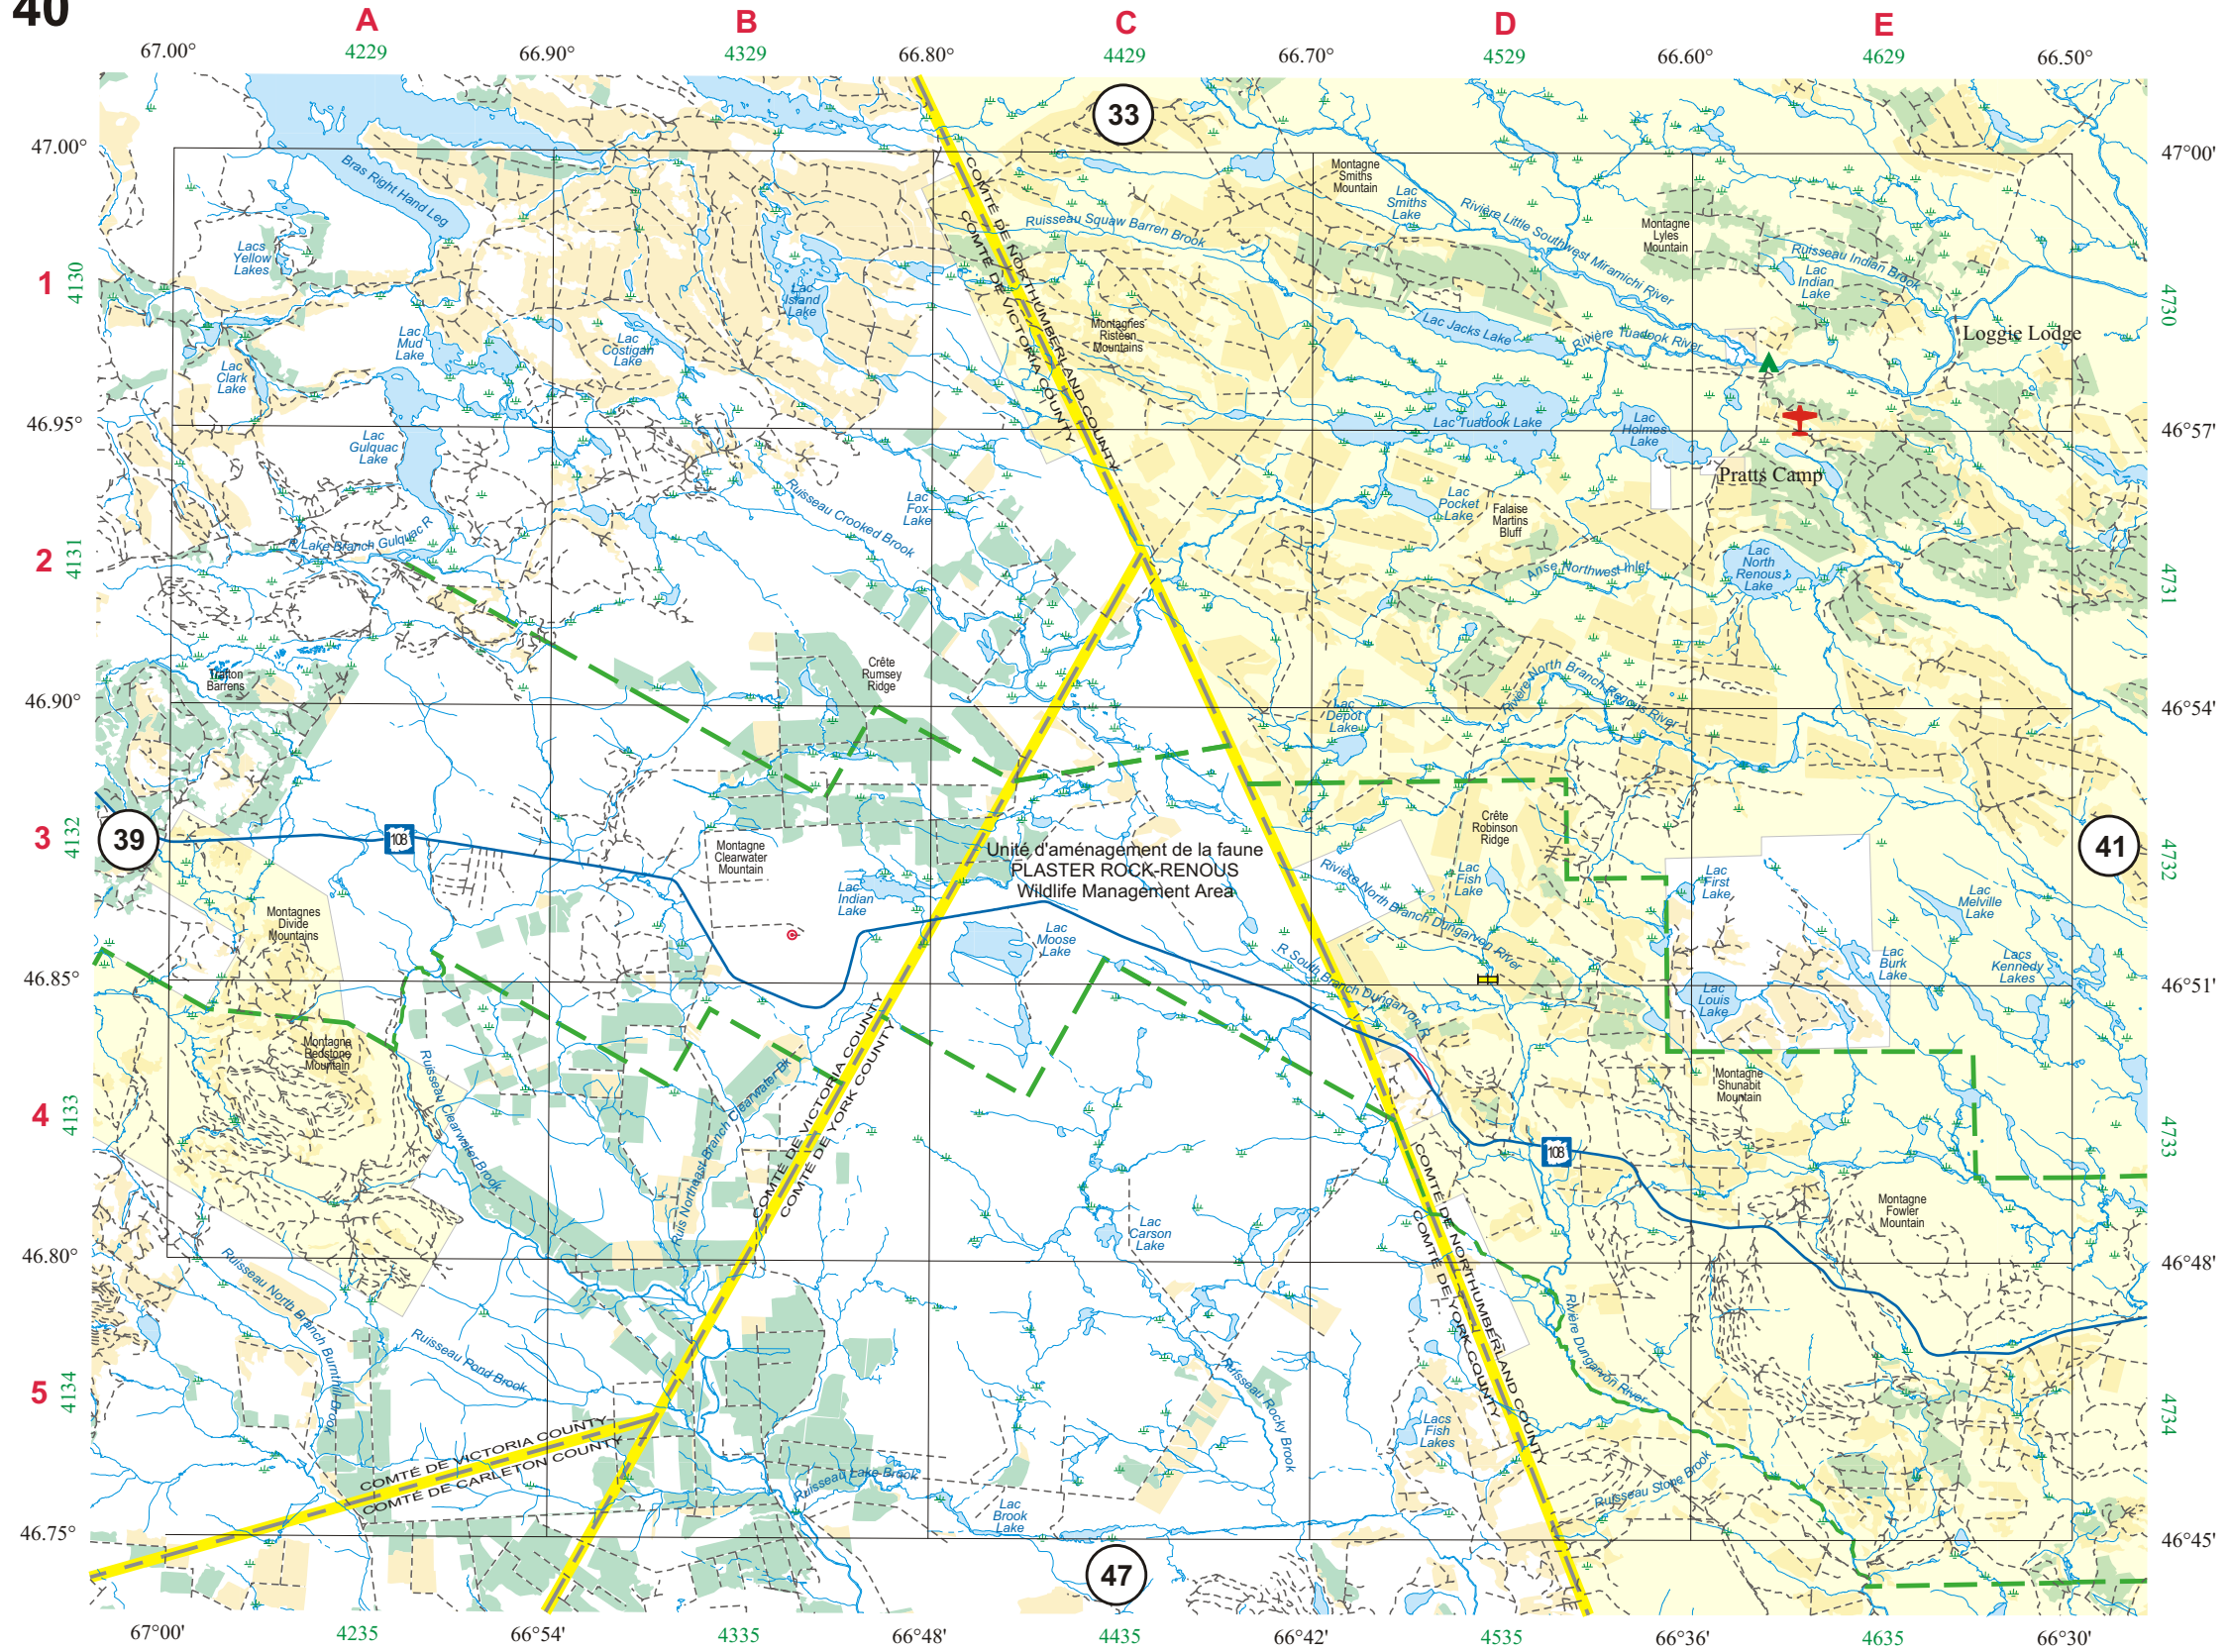 40
A
B
C
D
E
67.00°
4229
66.90°
4329
66.80°
4429
66.70°
4529
66.60°
4629
66.50°
33
47.00°
47°00'
Bras Right Hand Leg
COMTÉ DE NORTHUMBERLAND COUNTY
COMTÉ DE VICTORIA COUNTY
Montagne
Smiths
Mountain
Lac
Smiths
Lake
Rivière Little Southwest Miramichi River
Ruisseau Squaw Barren Brook
Montagne
Lyles
Mountain
Ruisseau Indian Brook
Lac
Indian
Lake
Lacs
Yellow
Lakes
1
4130
4730
Lac
Island
Lake
Lac
Mud
Lake
Lac
Costigan
Lake
Montagnes
Risteen
Mountains
Lac Jacks Lake
Rivière Tuadook River
Loggie Lodge
Lac
Clark
Lake
46.95°
46°57'
Lac
Gulquac
Lake
Lac Tuadook Lake
Lac
Holmes
Lake
Pratts Camp
Ruisseau Crooked Brook
Lac
Fox
Lake
Lac
Pocket
Lake
Falaise
Martins
Bluff
2
4131
4731
R Lake Branch Gulquac R
Anse Northwest Inlet
Lac
North
Renous
Lake
Trafton
Barrens
Crête
Rumsey
Ridge
Rivière North Branch Renous River
46.90°
46°54'
Lac
Depot
Lake
3
4132
4732
39
108
41
Montagne
Clearwater
Mountain
Unité d'aménagement de la faune
PLASTER ROCK-RENOUS
Wildlife Management Area
Crête
Robinson
Ridge
Lac
Indian
Lake
Rivière North Branch Dungarvon River
Lac
Fish
Lake
Lac
First
Lake
Lac
Melville
Lake
Montagnes
Divide
Mountains
C
Lac
Moose
Lake
R South Branch Dungarvon R
Lac
Burk
Lake
Lacs
Kennedy
Lakes
46.85°
46°51'
Lac
Louis
Lake
Montagne
Redstone
Mountain
Ruisseau Clearwater Brook
Ruis Northeast Branch Clearwater Bk
COMTÉ DE VICTORIA COUNTY
COMTÉ DE YORK COUNTY
Montagne
Shunabit
Mountain
4
4133
4733
108
COMTÉ DE NORTHUMBERLAND COUNTY
COMTÉ DE YORK COUNTY
Montagne
Fowler
Mountain
Lac
Carson
Lake
46.80°
46°48'
Ruisseau North Branch Burnthill Brook
Ruisseau Pond Brook
Rivière Dungarvon River
Ruisseau Rocky Brook
5
4134
4734
Lacs
Fish
Lakes
COMTÉ DE VICTORIA COUNTY
COMTÉ DE CARLETON COUNTY
Ruisseau Lake Brook
Lac
Brook
Lake
Ruisseau Stone Brook
46.75°
46°45'
47
67°00'
4235
66°54'
4335
66°48'
4435
66°42'
4535
66°36'
4635
66°30'